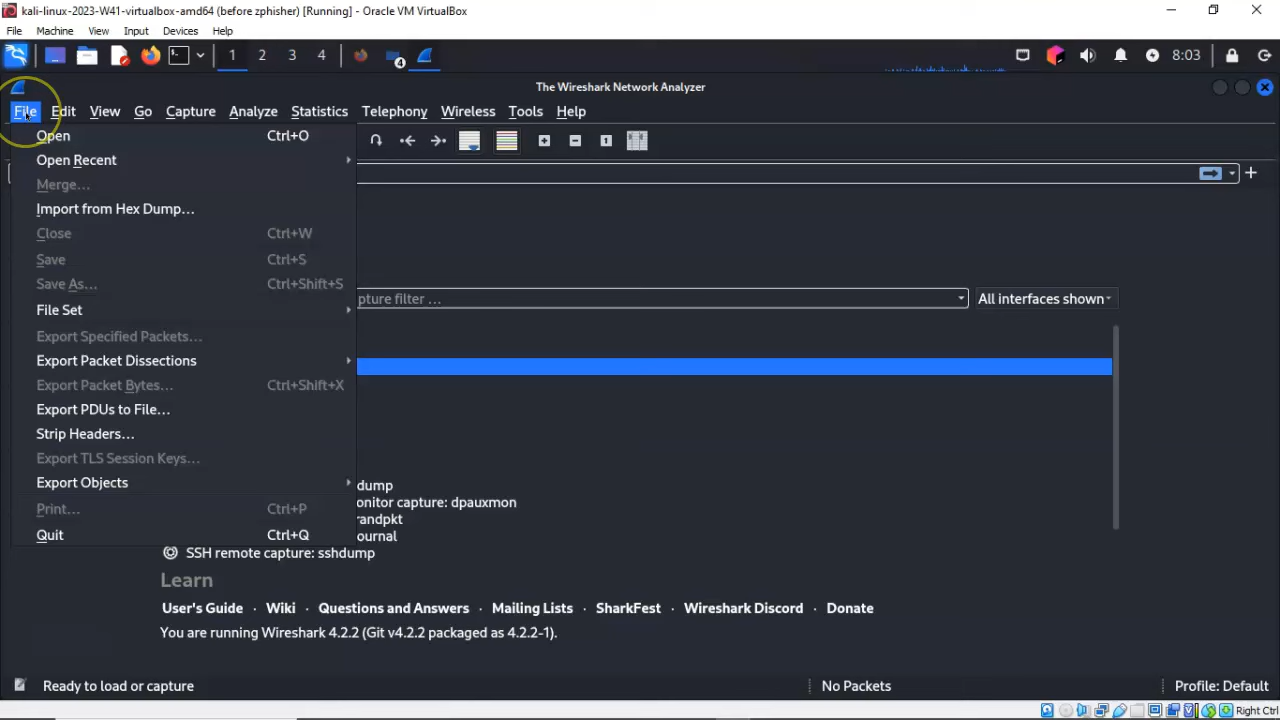 kali-linux-2023-W41-virtualbox-amd64 (before zphisher) [Running] - Oracle VM VirtualBox
File Machine View Input Devices Help
1 2 3 4 4 8:03
The Wireshark Network Analyzer
File Edit View Go Capture Analyze Statistics Telephony Wireless Tools Help
Open Ctrl+O
Open Recent
Merge...
Import from Hex Dump...
Close Ctrl+W
Save Ctrl+S
Save As... Ctrl+Shift+S
pture filter ... All interfaces shown
File Set
Export Specified Packets...
Export Packet Dissections
Export Packet Bytes... Ctrl+Shift+X
Export PDUs to File...
Strip Headers...
Export TLS Session Keys...
Export Objects
dump
onitor capture: dpauxmon
Print... Ctrl+P
andpkt
Quit Ctrl+Q
ournal
SSH remote capture: sshdump
Learn
User's Guide · Wiki · Questions and Answers · Mailing Lists · SharkFest · Wireshark Discord · Donate
You are running Wireshark 4.2.2 (Git v4.2.2 packaged as 4.2.2-1).
Ready to load or capture No Packets Profile: Default
Right Ctrl